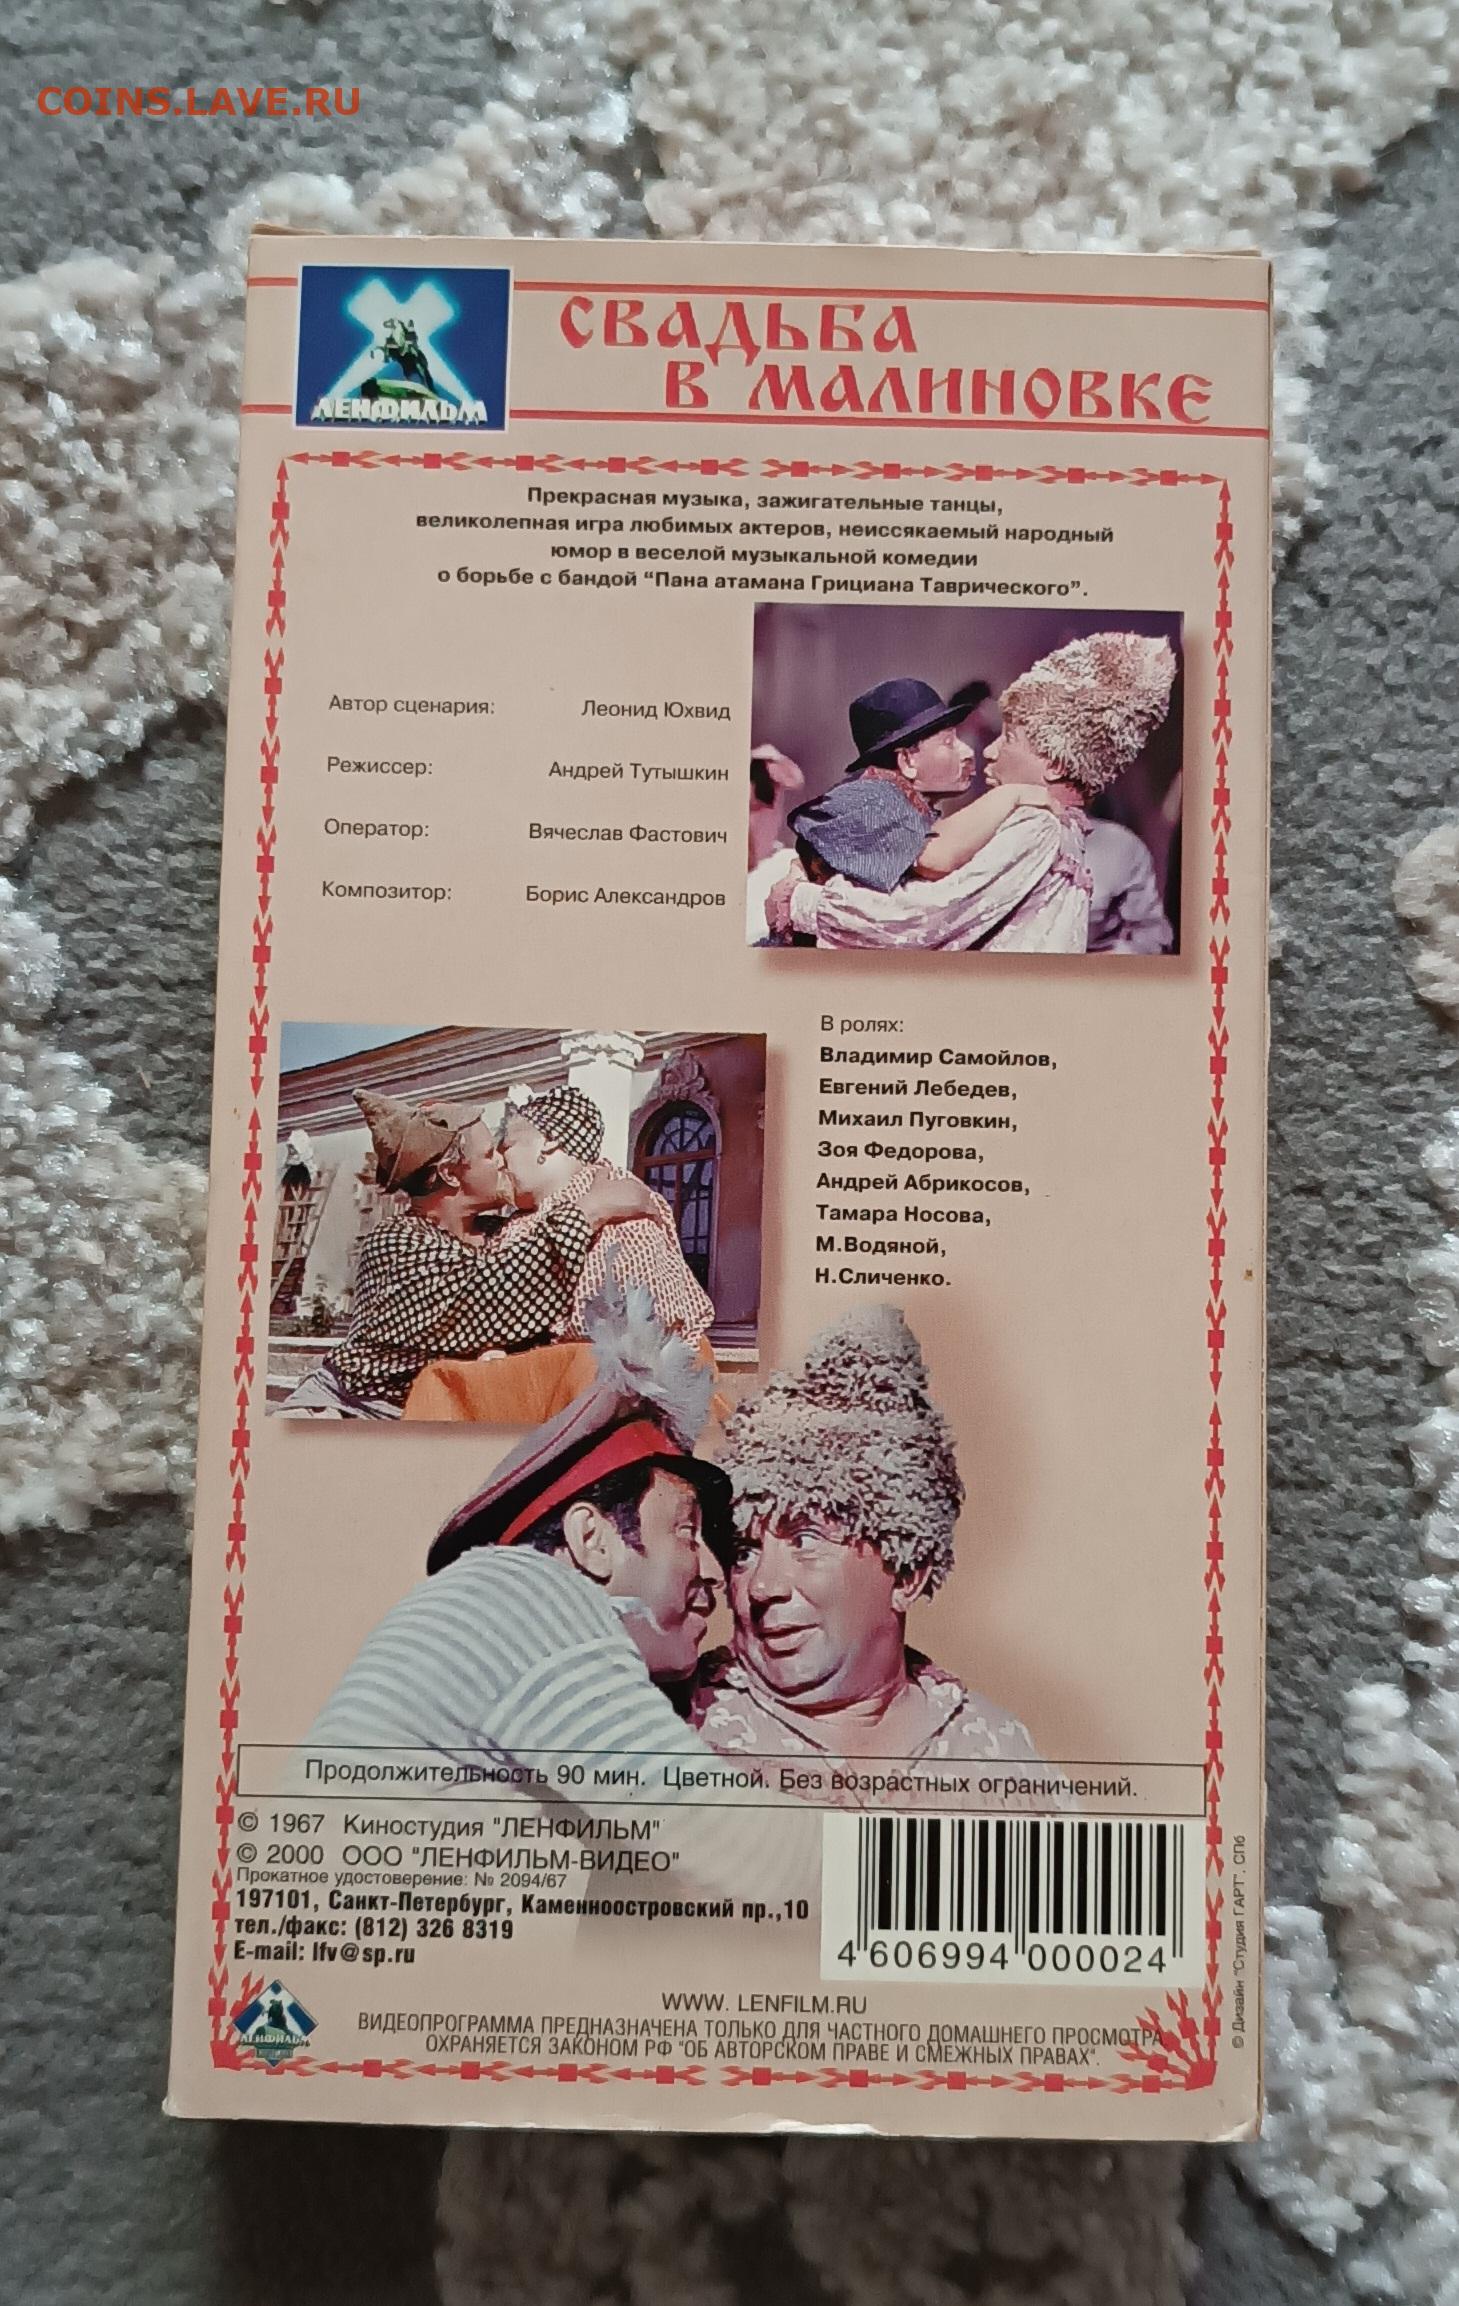 COINS.LAVE.RU
ЛЕНФИЛЬМ
СВАДЬБА
В МАЛИНОВКЕ
Прекрасная музыка, зажигательные танцы,
великолепная игра любимых актеров, неиссякаемый народный
юмор в веселой музыкальной комедии
о борьбе с бандой “Пана атамана Грициана Таврического”.
Автор сценария: Леонид Юхвид
Режиссер: Андрей Тутышкин
Оператор: Вячеслав Фастович
Композитор: Борис Александров
В ролях:
Владимир Самойлов,
Евгений Лебедев,
Михаил Пуговкин,
Зоя Федорова,
Андрей Абрикосов,
Тамара Носова,
М.Водяной,
Н.Сличенко.
Продолжительность 90 мин. Цветной. Без возрастных ограничений.
© 1967 Киностудия "ЛЕНФИЛЬМ"
© 2000 ООО "ЛЕНФИЛЬМ-ВИДЕО"
Прокатное удостоверение: № 2094/67
197101, Санкт-Петербург, Каменноостровский пр.,10
тел./факс: (812) 326 8319
E-mail: lfv@sp.ru
4 606994 000024
© Дизайн "Студия ГАРТ". СПб
WWW. LENFILM.RU
ЛЕНФИЛЬМ
ВИДЕОПРОГРАММА ПРЕДНАЗНАЧЕНА ТОЛЬКО ДЛЯ ЧАСТНОГО ДОМАШНЕГО ПРОСМОТРА.
ОХРАНЯЕТСЯ ЗАКОНОМ РФ "ОБ АВТОРСКОМ ПРАВЕ И СМЕЖНЫХ ПРАВАХ".